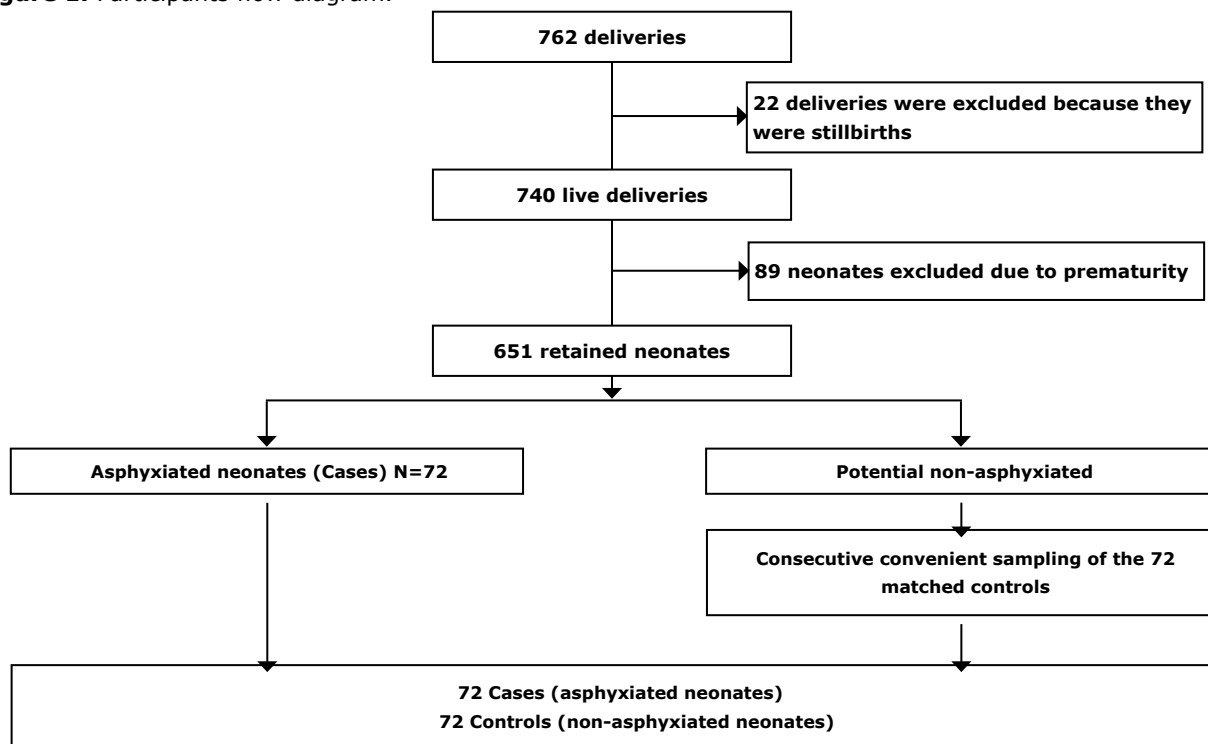 Participants flow diagram.
762 deliveries
22 deliveries were excluded because they
were stillbirths
740 live deliveries
89 neonates excluded due to prematurity
651 retained neonates
Asphyxiated neonates (Cases) N=72
Potential non-asphyxiated
Consecutive convenient sampling of the 72
matched controls
72 Cases (asphyxiated neonates)
72 Controls (non-asphyxiated neonates)